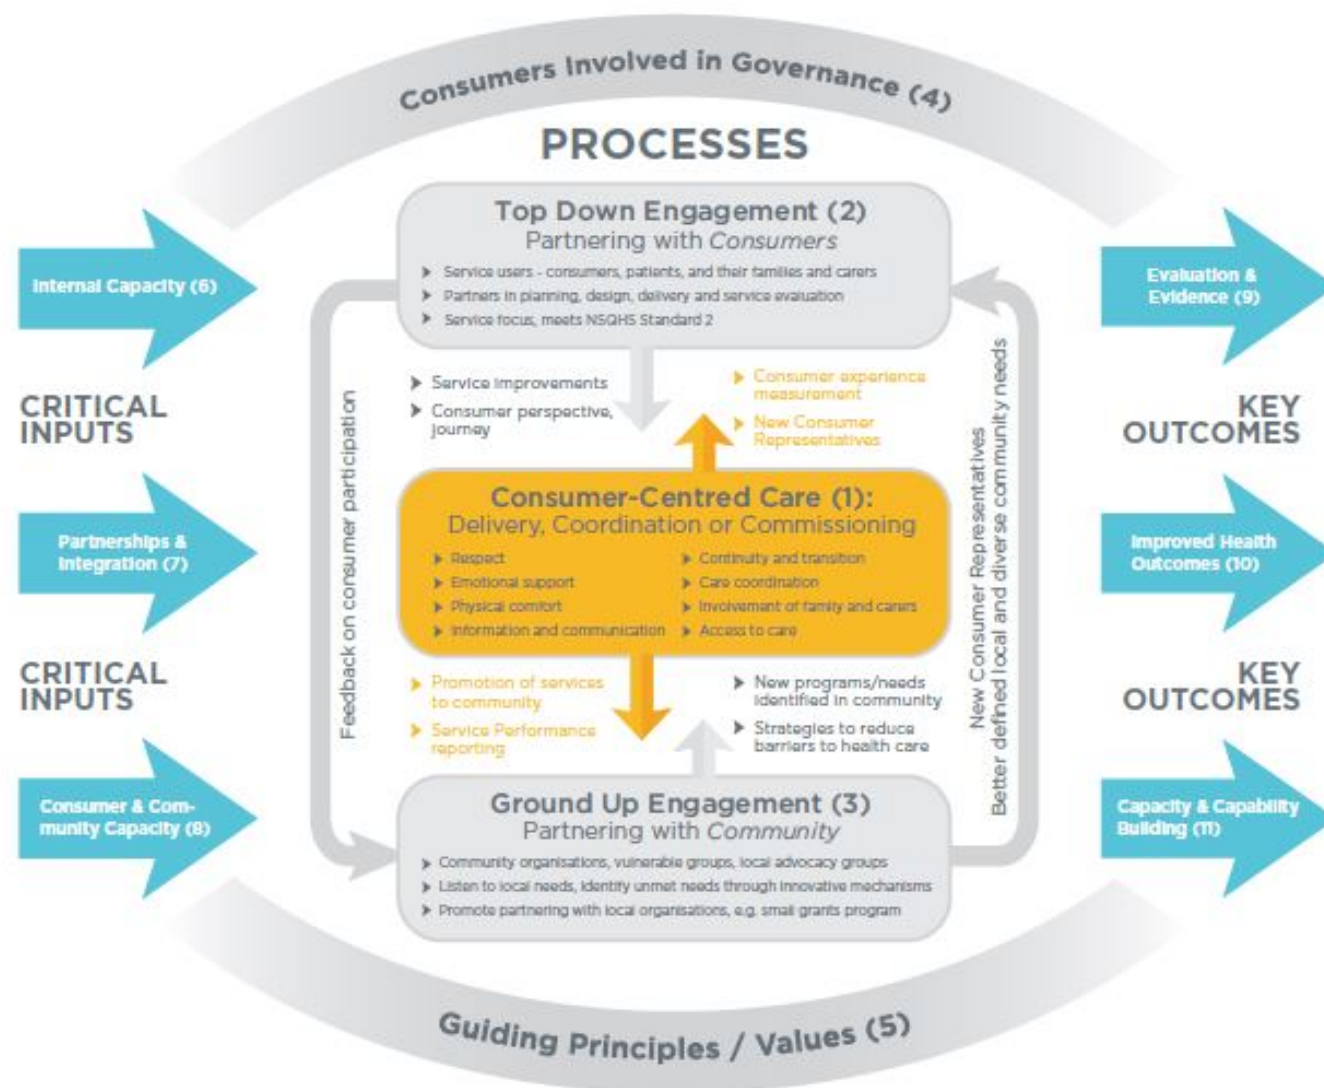 Consumers Involved in Governance (4)
PROCESSES
Top Down Engagement (2)
Partnering with Consumers
Service users - consumers, patients, and their families and carers
Partners in planning, design, delivery and service evaluation
Service focus, meets NSQHS Standard 2
Internal Capacity (6)
CRITICAL
INPUTS
Partnerships &
Integration (7)
CRITICAL
INPUTS
Consumer & Com-
munity Capacity (8)
Feedback on consumer participation
Service improvements
Consumer perspective,
journey
Consumer experience
measurement
New Consumer
Representatives
Consumer-Centred Care (1):
Delivery, Coordination or Commissioning
Respect
Emotional support
Physical comfort
Information and communication
Continuity and transition
Care coordination
Involvement of family and carers
Access to care
Promotion of services
to community
Service Performance
reporting
New programs/needs
identified in community
Strategies to reduce
barriers to health care
Ground Up Engagement (3)
Partnering with Community
Community organisations, vulnerable groups, local advocacy groups
Listen to local needs, identify unmet needs through innovative mechanisms
Promote partnering with local organisations, e.g. small grants program
New Consumer Representatives
Better defined local and diverse community needs
Evaluation &
Evidence (9)
KEY
OUTCOMES
Improved Health
Outcomes (10)
KEY
OUTCOMES
Capacity & Capability
Building (11)
Guiding Principles / Values (5)